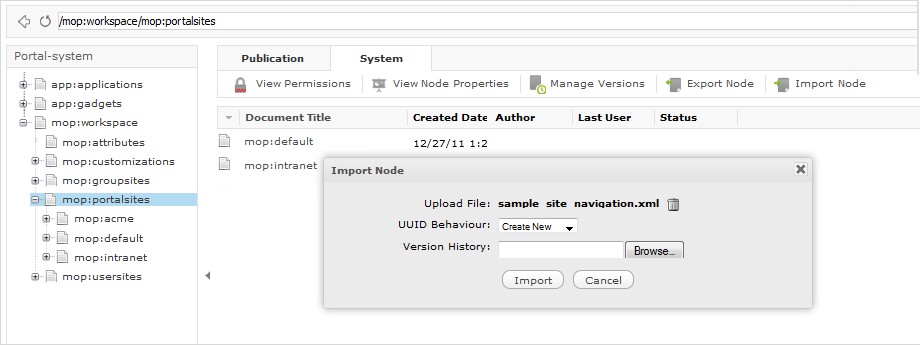 /mop:workspace/mop:portalsites
Portal-system
app:applications
app:gadgets
mop:workspace
mop:attributes
mop:customizations
mop:groupsites
mop:portalsites
mop:acme
mop:default
mop:intranet
mop:usersites
Publication System
View Permissions View Node Properties Manage Versions Export Node Import Node
Document Title Created Date Author Last User Status
mop:default 12/27/11 1:2
mop:intranet
Import Node
Upload File: sample_site_navigation.xml
UUID Behaviour: Create New
Version History: Browse...
Import Cancel